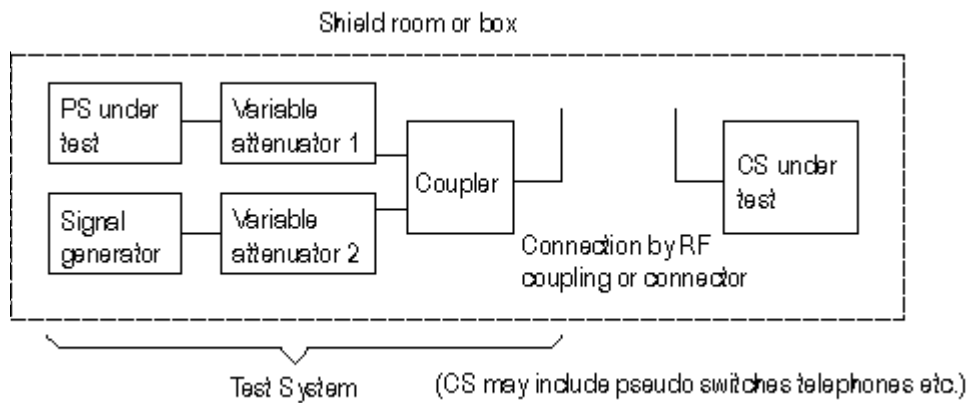 Shield room or box
PS under
test
Variable
attenuator 1
Coupler
CS under
test
Signal
generator
Variable
attenuator 2
Connection by RF
coupling or connector
Test System
(CS may include pseudo switches telephones etc.)